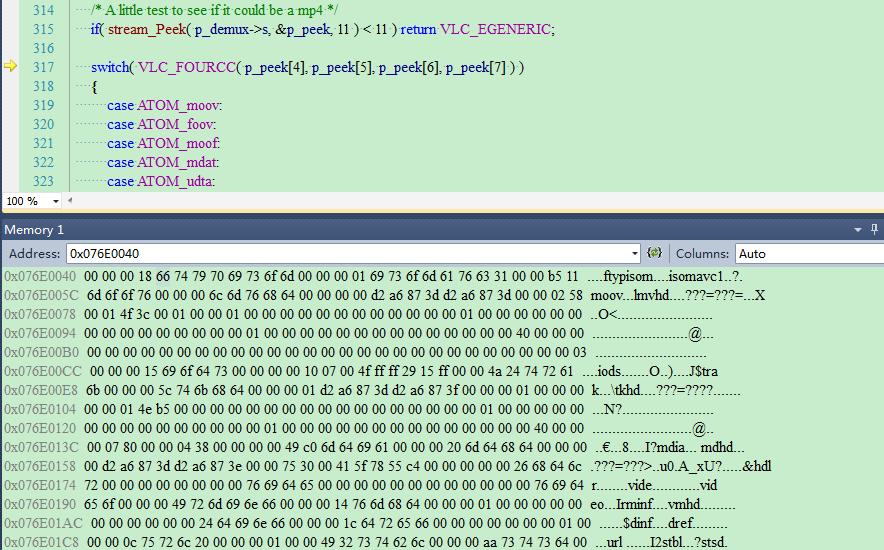 314 /* A little test to see if it could be a mp4 */
315 if( stream_Peek( p_demux->s, &p_peek, 11 ) < 11 ) return VLC_EGENERIC;
316
317 switch( VLC_FOURCC( p_peek[4], p_peek[5], p_peek[6], p_peek[7] ) )
318 {
319 case ATOM_moov:
320 case ATOM_foov:
321 case ATOM_moof:
322 case ATOM_mdat:
323 case ATOM_udta:
100 %
Memory 1
Address: 0x076E0040 Columns: Auto
0x076E0040 00 00 00 18 66 74 79 70 69 73 6f 6d 00 00 00 01 69 73 6f 6d 61 76 63 31 00 00 b5 11 ....ftypisom....isomavc1..?.
0x076E005C 6d 6f 6f 76 00 00 00 6c 6d 76 68 64 00 00 00 00 d2 a6 87 3d d2 a6 87 3d 00 00 02 58 moov...lmvhd....???=???=...X
0x076E0078 00 01 4f 3c 00 01 00 00 01 00 00 00 00 00 00 00 00 00 00 00 00 01 00 00 00 00 00 00 ..O<........................
0x076E0094 00 00 00 00 00 00 00 00 00 01 00 00 00 00 00 00 00 00 00 00 00 00 00 00 40 00 00 00 ........................@...
0x076E00B0 00 00 00 00 00 00 00 00 00 00 00 00 00 00 00 00 00 00 00 00 00 00 00 00 00 00 00 03 ............................
0x076E00CC 00 00 00 15 69 6f 64 73 00 00 00 00 10 07 00 4f ff ff 29 15 ff 00 00 4a 24 74 72 61 ....iods.......O..)....J$tra
0x076E00E8 6b 00 00 00 5c 74 6b 68 64 00 00 00 01 d2 a6 87 3d d2 a6 87 3f 00 00 00 01 00 00 00 k...\tkhd....???=????.......
0x076E0104 00 00 01 4e b5 00 00 00 00 00 00 00 00 00 00 00 00 00 00 00 00 00 01 00 00 00 00 00 ...N?.......................
0x076E0120 00 00 00 00 00 00 00 00 00 00 01 00 00 00 00 00 00 00 00 00 00 00 00 00 00 40 00 00 .........................@..
0x076E013C 00 07 80 00 00 04 38 00 00 00 00 49 c0 6d 64 69 61 00 00 00 20 6d 64 68 64 00 00 00 ..€...8....I?mdia... mdhd...
0x076E0158 00 d2 a6 87 3d d2 a6 87 3e 00 00 75 30 00 41 5f 78 55 c4 00 00 00 00 00 26 68 64 6c .???=???>..u0.A_xU?.....&hdl
0x076E0174 72 00 00 00 00 00 00 00 00 76 69 64 65 00 00 00 00 00 00 00 00 00 00 00 00 76 69 64 r........vide............vid
0x076E0190 65 6f 00 00 00 49 72 6d 69 6e 66 00 00 00 14 76 6d 68 64 00 00 00 01 00 00 00 00 00 eo...Irminf....vmhd.........
0x076E01AC 00 00 00 00 00 00 24 64 69 6e 66 00 00 00 1c 64 72 65 66 00 00 00 00 00 00 00 01 00 ......$dinf....dref.........
0x076E01C8 00 00 0c 75 72 6c 20 00 00 00 01 00 00 49 32 73 74 62 6c 00 00 00 aa 73 74 73 64 00 ...url ......I2stbl...?stsd.